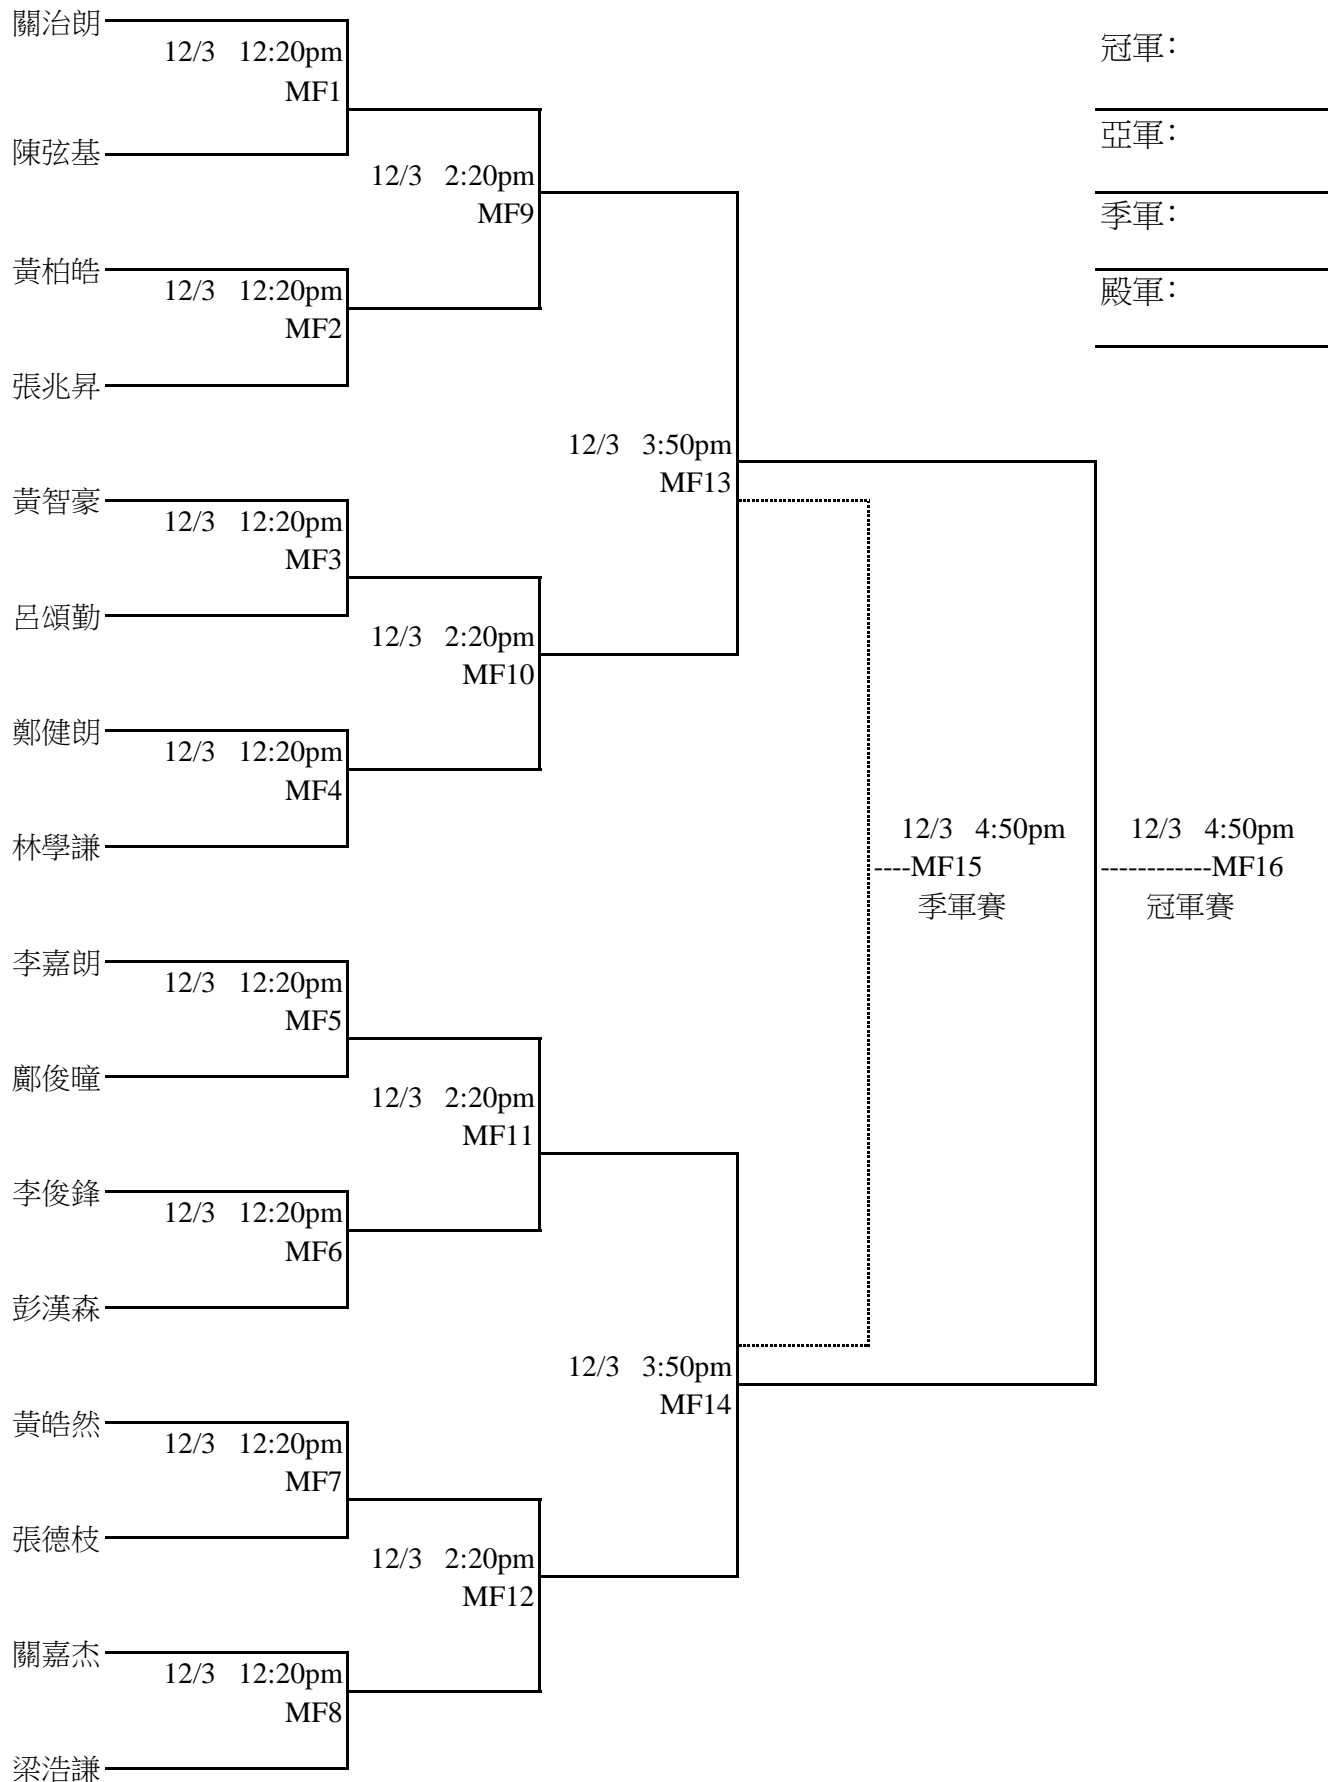 關治朗
12/3 12:20pm
MF1
陳弦基
12/3 2:20pm
MF9
黃柏皓
12/3 12:20pm
MF2
張兆昇
12/3 3:50pm
MF13
黃智豪
12/3 12:20pm
MF3
呂頌勤
12/3 2:20pm
MF10
鄭健朗
12/3 12:20pm
MF4
林學謙
李嘉朗
12/3 12:20pm
MF5
鄺俊曈
12/3 2:20pm
MF11
李俊鋒
12/3 12:20pm
MF6
彭漢森
12/3 3:50pm
MF14
黃皓然
12/3 12:20pm
MF7
張德枝
12/3 2:20pm
MF12
關嘉杰
12/3 12:20pm
MF8
梁浩謙
12/3 4:50pm
----MF15
季軍賽
12/3 4:50pm
------------MF16
冠軍賽
冠軍:
亞軍:
季軍:
殿軍: